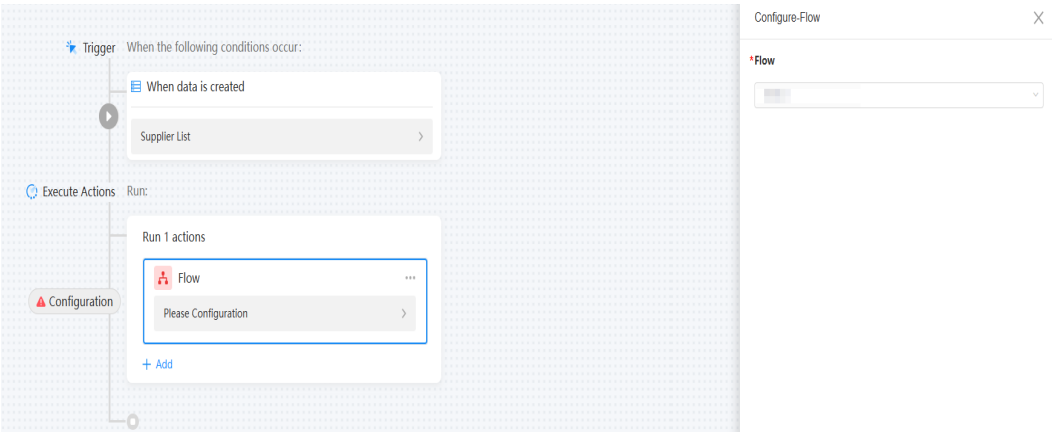 Configure-Flow
Trigger When the following conditions occur:
*Flow
When data is created
Supplier List
Execute Actions Run:
Run 1 actions
Flow
Configuration
Please Configuration
+ Add